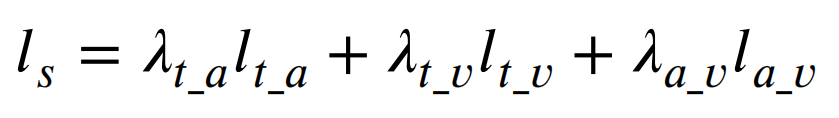 l_s = λ_{t_a} l_{t_a} + λ_{t_v} l_{t_v} + λ_{a_v} l_{a_v}